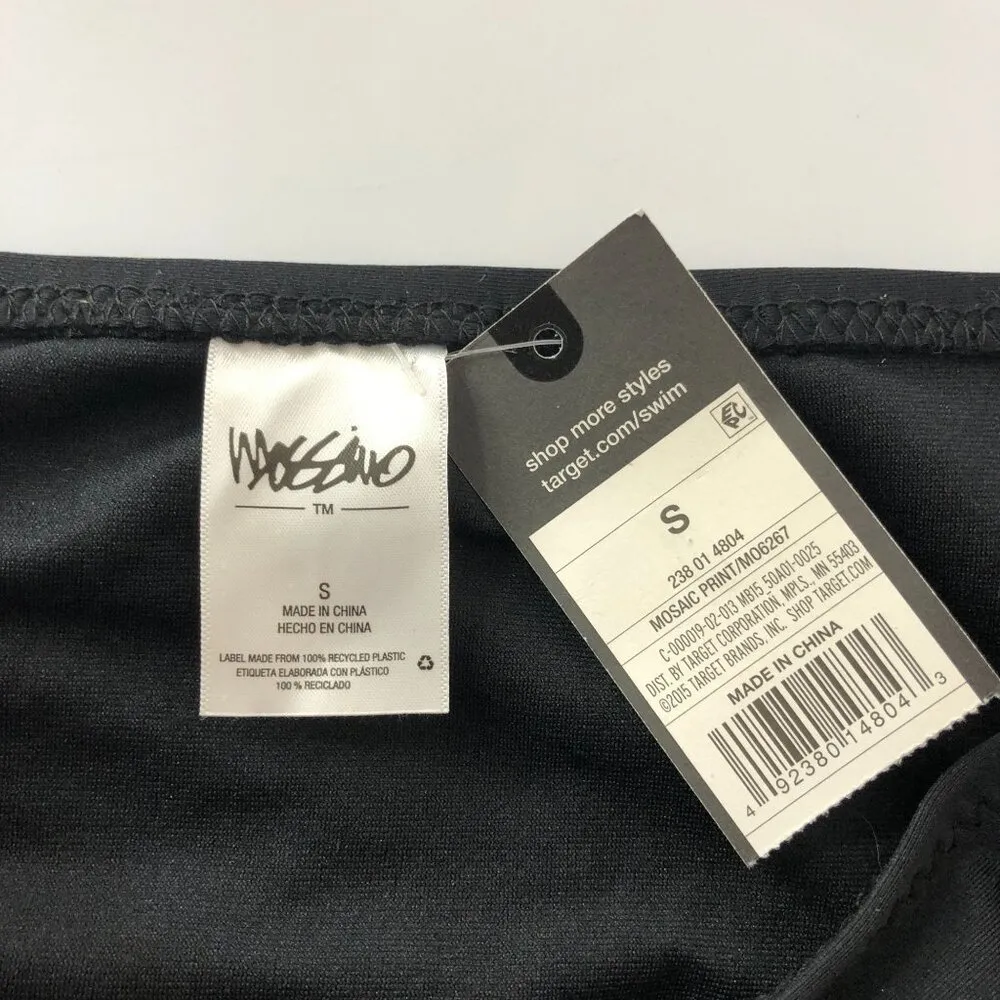 Mossimo
TM
S
MADE IN CHINA
HECHO EN CHINA
LABEL MADE FROM 100% RECYCLED PLASTIC
ETIQUETA ELABORADA CON PLÁSTICO
100 % RECICLADO
shop more styles
target.com/swim
EPC
S
238 01 4804
MOSAIC PRINT/MO6267
C-000019-02-013 MB15 50A01-0025
DIST. BY TARGET CORPORATION, MPLS., MN 55403
©2015 TARGET BRANDS, INC. SHOP TARGET.COM
MADE IN CHINA
4 92380 14804 3